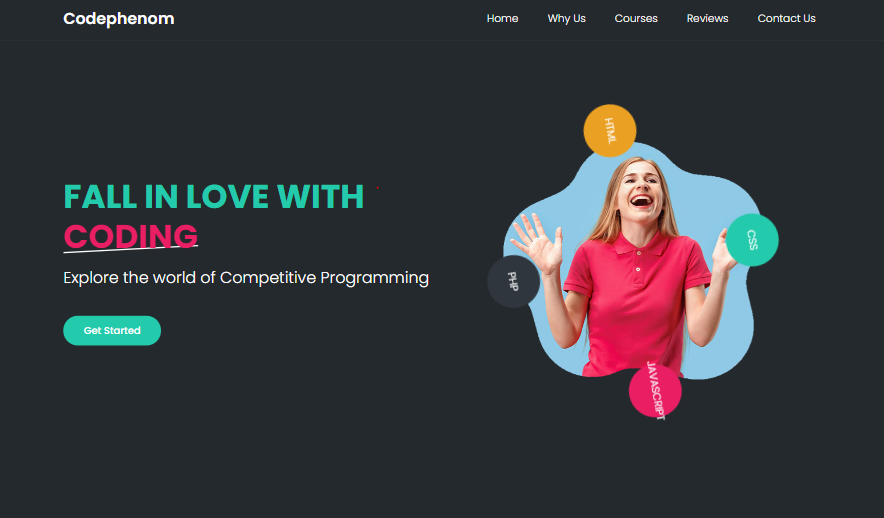 Codephenom
Home Why Us Courses Reviews Contact Us
FALL IN LOVE WITH
CODING
Explore the world of Competitive Programming
Get Started
HTML
CSS
PHP
JAVASCRIPT